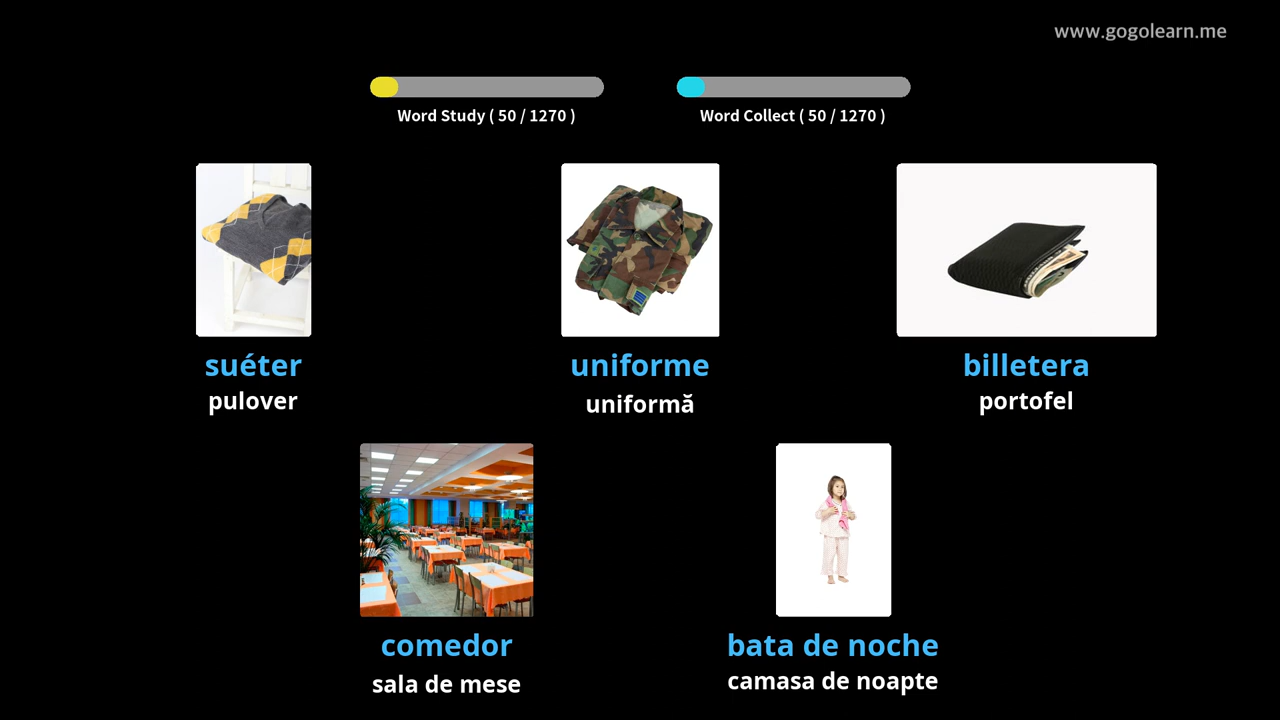 www.gogolearn.me
Word Study ( 50 / 1270 )
Word Collect ( 50 / 1270 )
suéter
pulover
uniforme
uniformă
billetera
portofel
comedor
sala de mese
bata de noche
camasa de noapte